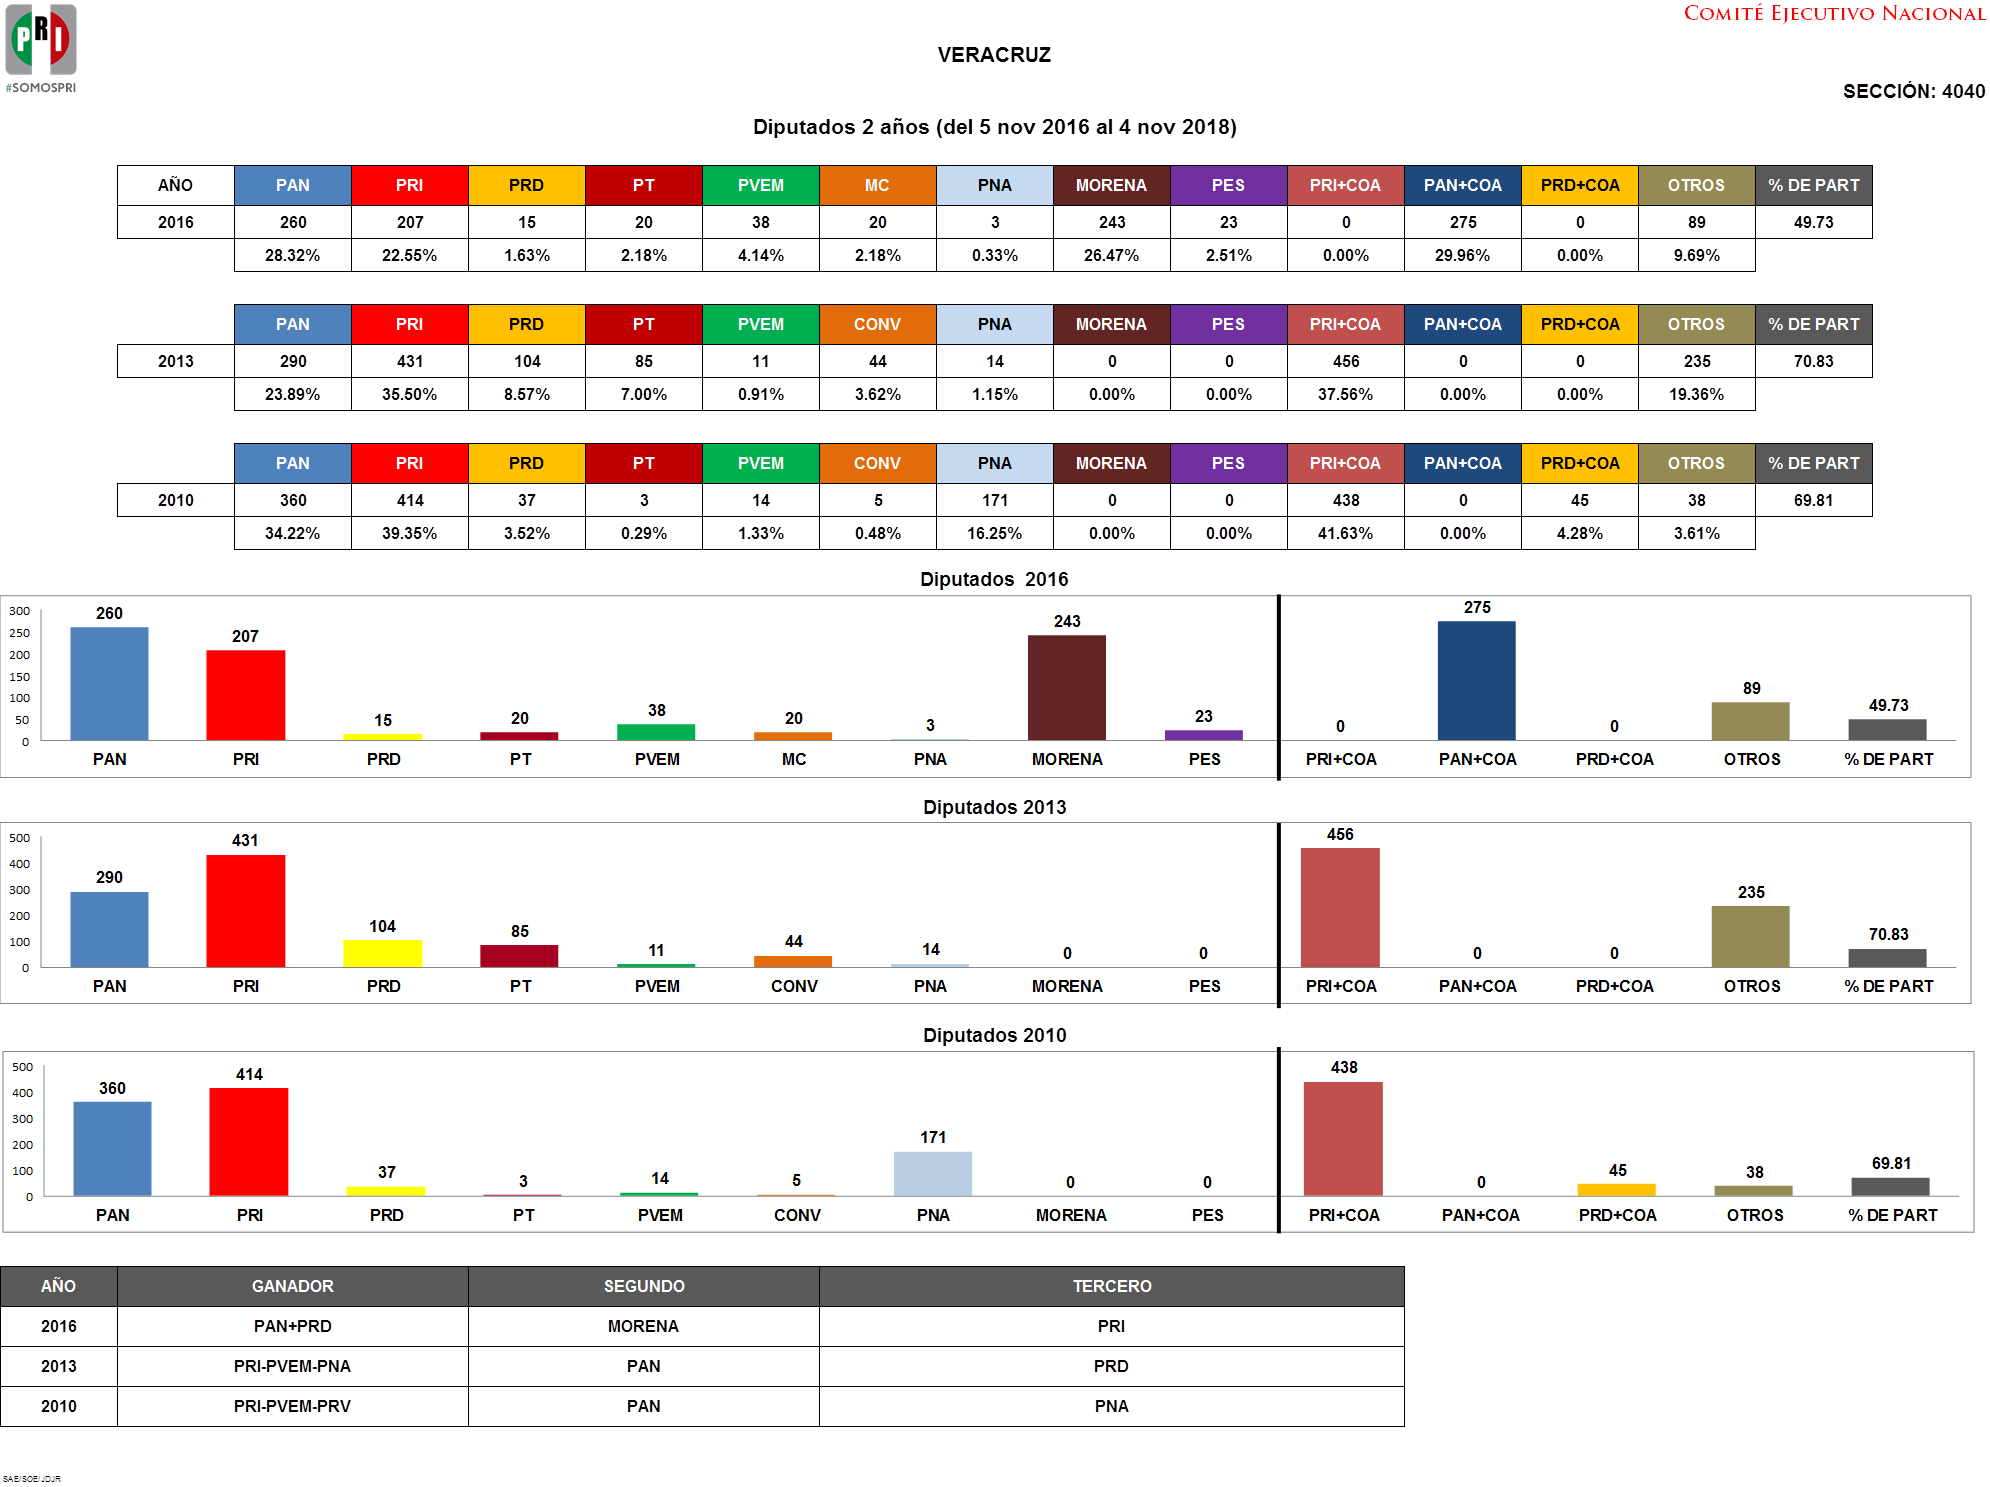 PRI
#SOMOSPRI
Comité Ejecutivo Nacional
VERACRUZ
SECCIÓN: 4040
Diputados 2 años (del 5 nov 2016 al 4 nov 2018)
AÑO PAN PRI PRD PT PVEM MC PNA MORENA PES PRI+COA PAN+COA PRD+COA OTROS % DE PART
2016 260 207 15 20 38 20 3 243 23 0 275 0 89 49.73
28.32% 22.55% 1.63% 2.18% 4.14% 2.18% 0.33% 26.47% 2.51% 0.00% 29.96% 0.00% 9.69%
PAN PRI PRD PT PVEM CONV PNA MORENA PES PRI+COA PAN+COA PRD+COA OTROS % DE PART
2013 290 431 104 85 11 44 14 0 0 456 0 0 235 70.83
23.89% 35.50% 8.57% 7.00% 0.91% 3.62% 1.15% 0.00% 0.00% 37.56% 0.00% 0.00% 19.36%
PAN PRI PRD PT PVEM CONV PNA MORENA PES PRI+COA PAN+COA PRD+COA OTROS % DE PART
2010 360 414 37 3 14 5 171 0 0 438 0 45 38 69.81
34.22% 39.35% 3.52% 0.29% 1.33% 0.48% 16.25% 0.00% 0.00% 41.63% 0.00% 4.28% 3.61%
Diputados 2016
300
250
200
150
100
50
0
260 207 15 20 38 20 3 243 23 0 275 0 89 49.73
PAN PRI PRD PT PVEM MC PNA MORENA PES PRI+COA PAN+COA PRD+COA OTROS % DE PART
Diputados 2013
500
400
300
200
100
0
290 431 104 85 11 44 14 0 0 456 0 0 235 70.83
PAN PRI PRD PT PVEM CONV PNA MORENA PES PRI+COA PAN+COA PRD+COA OTROS % DE PART
Diputados 2010
500
400
300
200
100
0
360 414 37 3 14 5 171 0 0 438 0 45 38 69.81
PAN PRI PRD PT PVEM CONV PNA MORENA PES PRI+COA PAN+COA PRD+COA OTROS % DE PART
AÑO GANADOR SEGUNDO TERCERO
2016 PAN+PRD MORENA PRI
2013 PRI-PVEM-PNA PAN PRD
2010 PRI-PVEM-PRV PAN PNA
SAE/SOE/JDJR